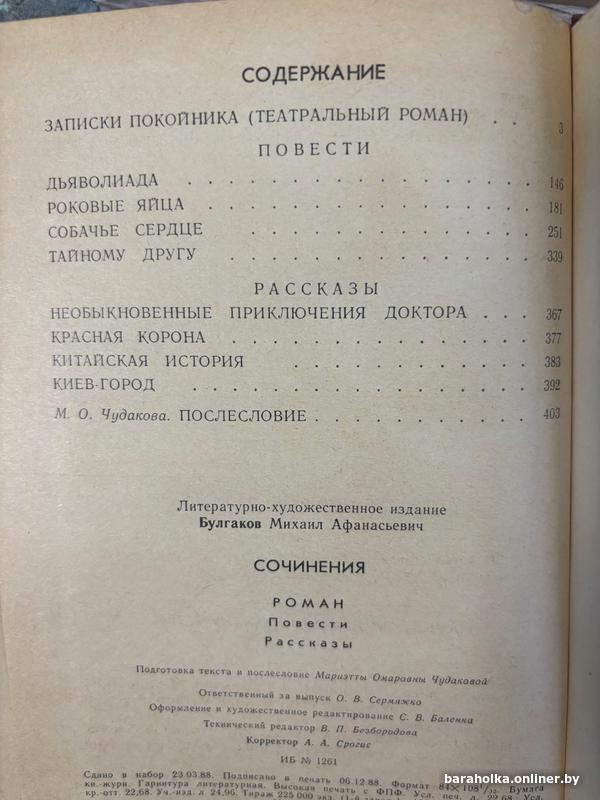 СОДЕРЖАНИЕ
ЗАПИСКИ ПОКОЙНИКА (ТЕАТРАЛЬНЫЙ РОМАН) . . 3
ПОВЕСТИ
ДЬЯВОЛИАДА . . . . . . . . . . . . . 146
РОКОВЫЕ ЯЙЦА . . . . . . . . . . . . 181
СОБАЧЬЕ СЕРДЦЕ . . . . . . . . . . . 251
ТАЙНОМУ ДРУГУ . . . . . . . . . . . . 339
РАССКАЗЫ
НЕОБЫКНОВЕННЫЕ ПРИКЛЮЧЕНИЯ ДОКТОРА . . . 367
КРАСНАЯ КОРОНА . . . . . . . . . . . . 377
КИТАЙСКАЯ ИСТОРИЯ . . . . . . . . . . 383
КИЕВ-ГОРОД . . . . . . . . . . . . . 392
М. О. Чудакова. ПОСЛЕСЛОВИЕ . . . . . . . . 403
Литературно-художественное издание
Булгаков Михаил Афанасьевич
СОЧИНЕНИЯ
РОМАН
Повести
Рассказы
Подготовка текста и послесловие Мариэтты Омаровны Чудаковой
Ответственный за выпуск О. В. Сермяжко
Оформление и художественное редактирование С. В. Баленка
Технический редактор В. П. Безбородова
Корректор А. А. Срогис
ИБ № 1261
Сдано в набор 23.03.88. Подписано в печать 06.12.88. Формат 84×108¹/₃₂. Бумага
кн.-журн. Гарнитура литературная. Высокая печать с ФПФ. Усл. печ. л. 22,68. Усл.
кр.-отт. 22,68. Уч.-изд. л. 24,96. Тираж 225 000 экз.
baraholka.onliner.by